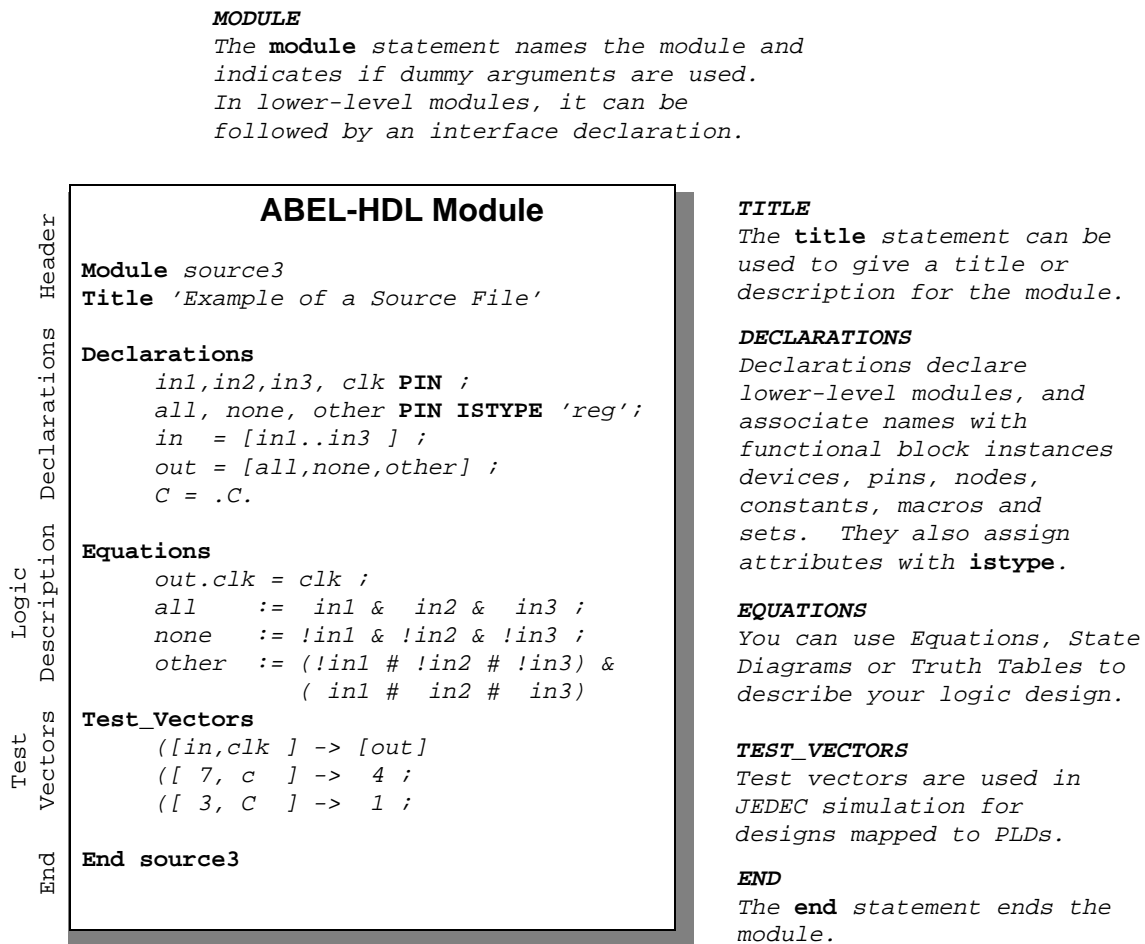 MODULE
The module statement names the module and
indicates if dummy arguments are used.
In lower-level modules, it can be
followed by an interface declaration.
Header
Declarations
Logic
Description
Test
Vectors
End
ABEL-HDL Module
Module source3
Title 'Example of a Source File'
Declarations
in1,in2,in3, clk PIN ;
all, none, other PIN ISTYPE 'reg';
in = [in1..in3 ] ;
out = [all,none,other] ;
C = .C.
Equations
out.clk = clk ;
all := in1 & in2 & in3 ;
none := !in1 & !in2 & !in3 ;
other := (!in1 # !in2 # !in3) &
( in1 # in2 # in3)
Test_Vectors
([in,clk ] -> [out]
([ 7, c ] -> 4 ;
([ 3, C ] -> 1 ;
End source3
TITLE
The title statement can be
used to give a title or
description for the module.
DECLARATIONS
Declarations declare
lower-level modules, and
associate names with
functional block instances
devices, pins, nodes,
constants, macros and
sets. They also assign
attributes with istype.
EQUATIONS
You can use Equations, State
Diagrams or Truth Tables to
describe your logic design.
TEST_VECTORS
Test vectors are used in
JEDEC simulation for
designs mapped to PLDs.
END
The end statement ends the
module.